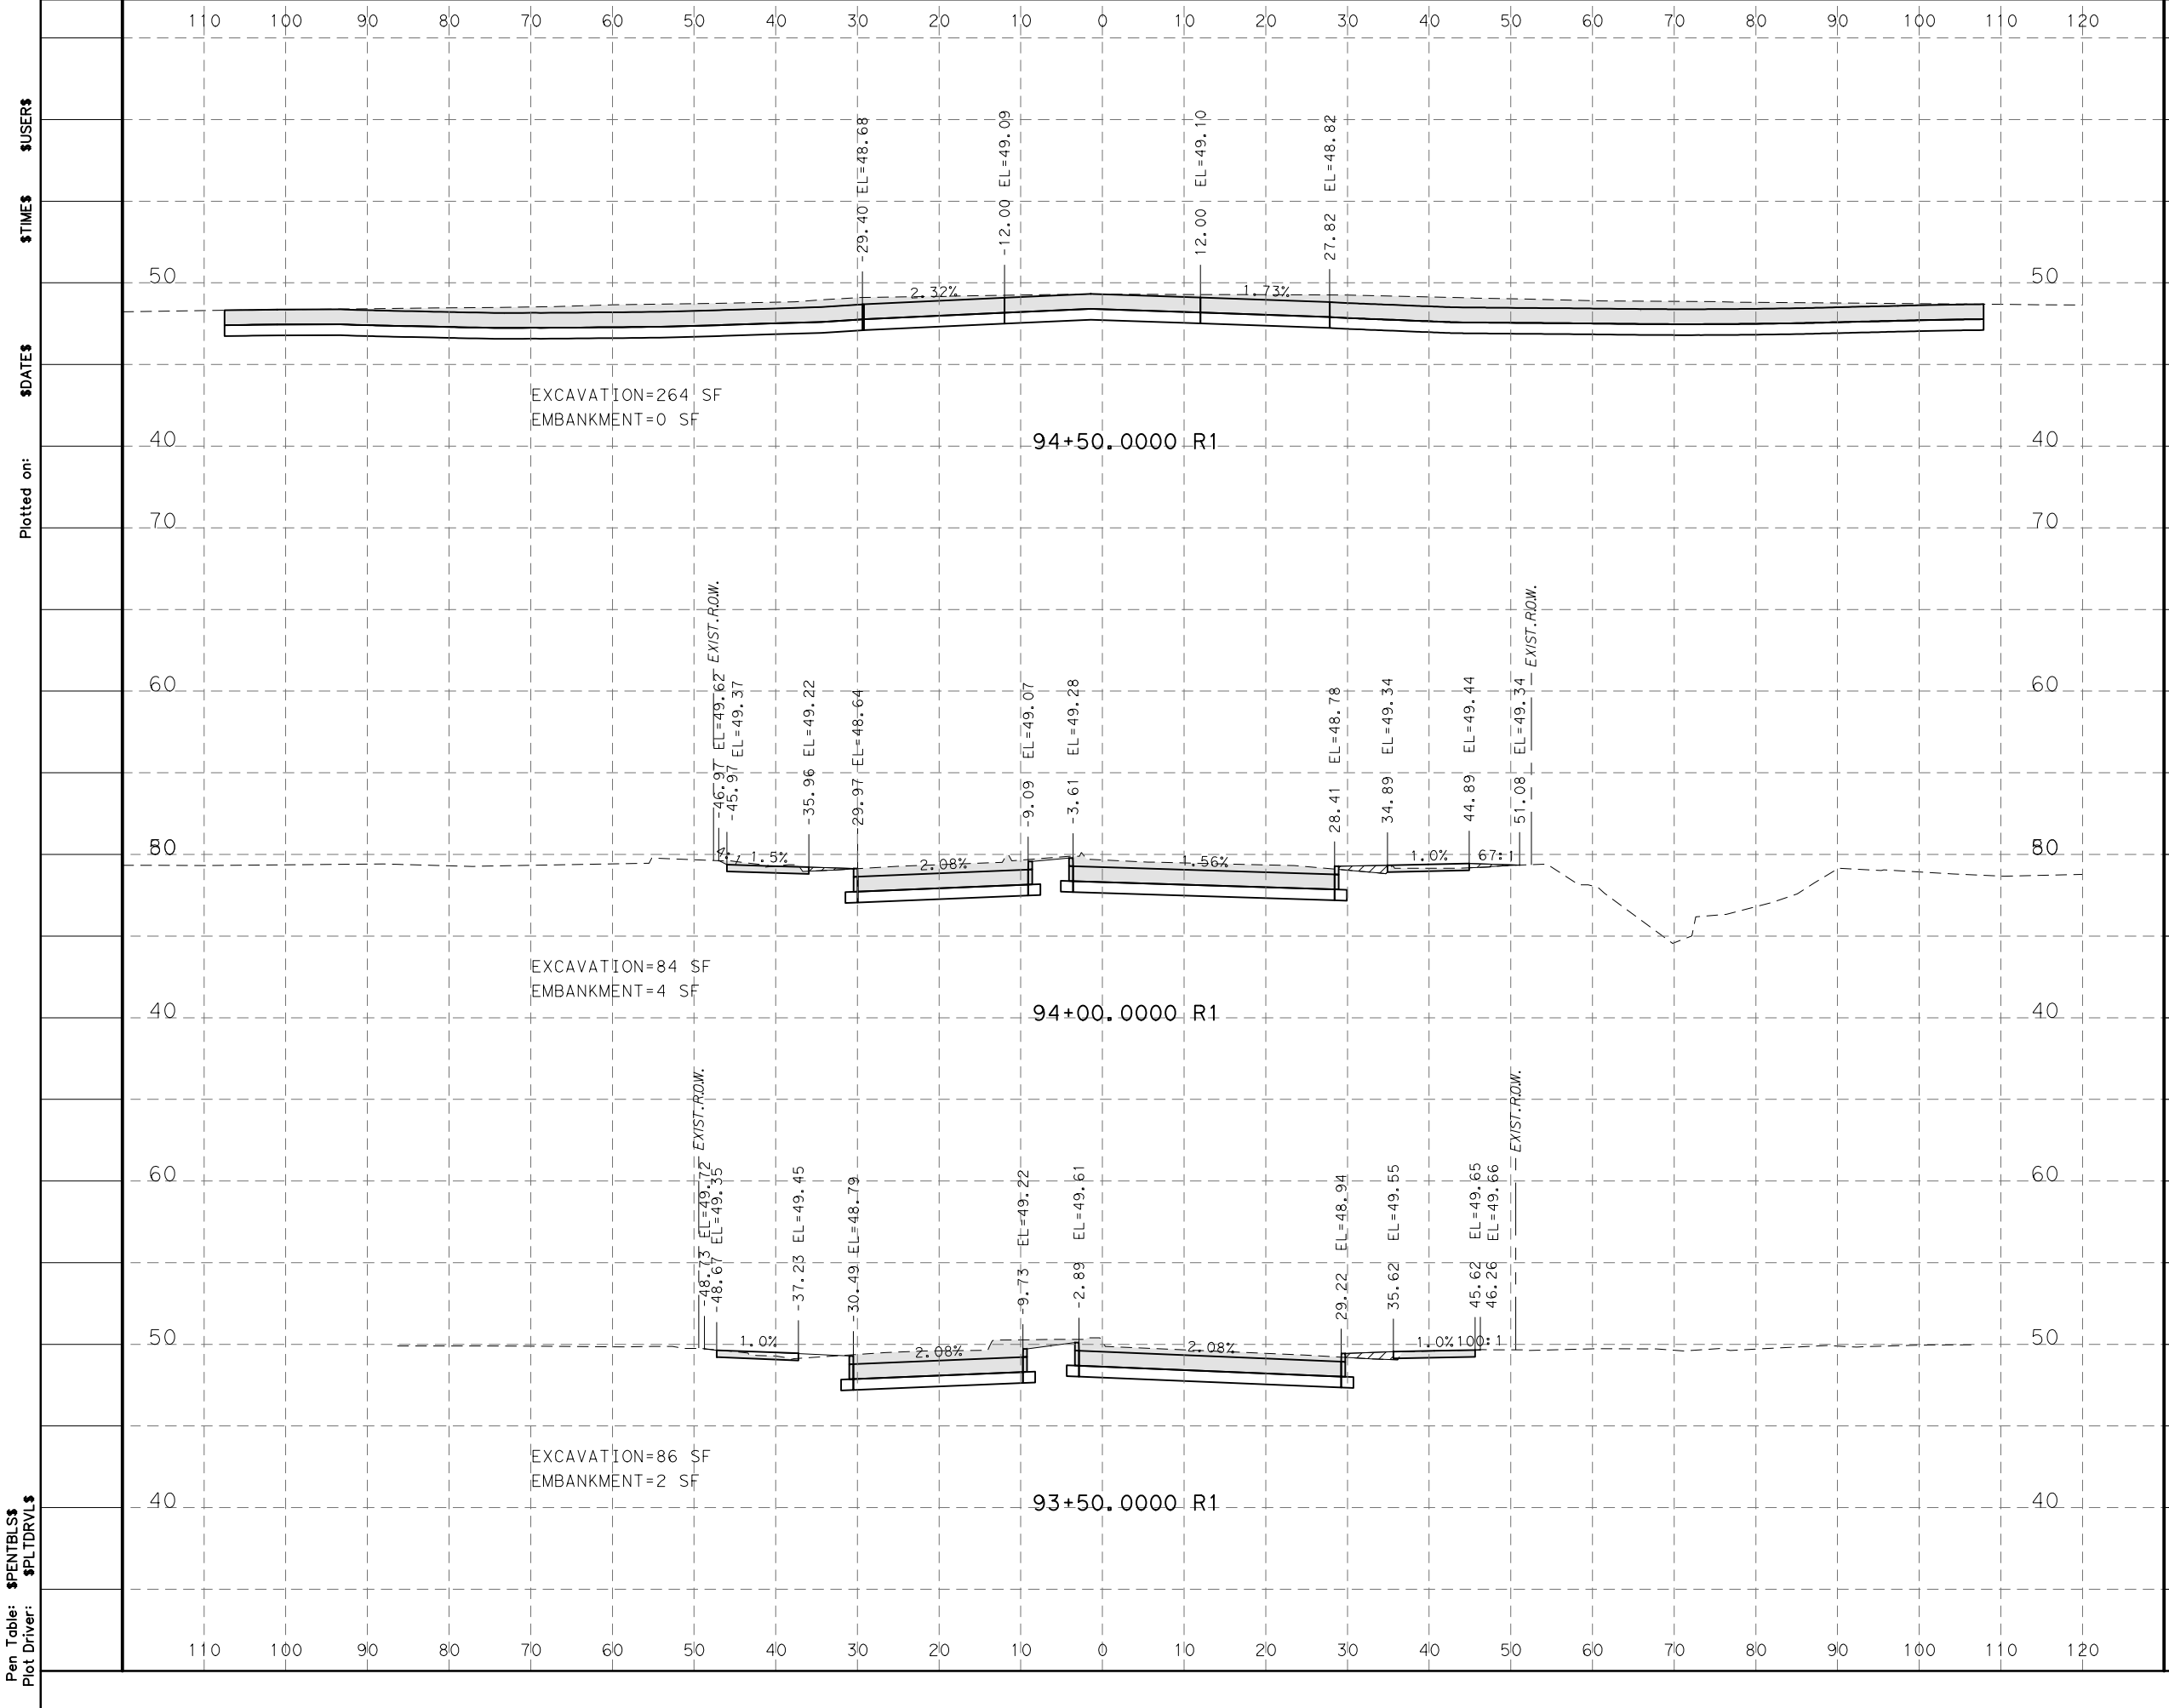 110 100 90 80 70 60 50 40 30 20 10 0 10 20 30 40 50 60 70 80 90 100 110 120
$USER$
$TIME$
$DATE$
Plotted on:
Pen Table: $PENTBLS$
Plot Driver: $PLTDRVL$
-29.40 EL=48.68
-12.00 EL=49.09
12.00 EL=49.10
27.82 EL=48.82
50 50
2.32% 1.73%
EXCAVATION=264 SF
EMBANKMENT=0 SF
40 40
94+50.0000 R1
70 70
EXIST.R.O.W.
EXIST.R.O.W.
60 60
-46.97 EL=49.62
-45.97 EL=49.37
-35.96 EL=49.22
-29.97 EL=48.64
-9.09 EL=49.07
-3.61 EL=49.28
28.41 EL=48.78
34.89 EL=49.34
44.89 EL=49.44
51.08 EL=49.34
1.5% 2.08% 1.56% 1.0% 67:1
EXCAVATION=84 SF
EMBANKMENT=4 SF
40 40
94+00.0000 R1
EXIST.R.O.W.
EXIST.R.O.W.
60 60
-48.73 EL=49.72
-48.67 EL=49.35
-37.23 EL=49.45
-30.49 EL=48.79
-9.73 EL=49.22
-2.89 EL=49.61
29.22 EL=48.94
35.62 EL=49.55
45.62 EL=49.65
46.26 EL=49.66
50 50
1.0% 2.08% 2.08% 1.0% 100:1
EXCAVATION=86 SF
EMBANKMENT=2 SF
40 40
93+50.0000 R1
110 100 90 80 70 60 50 40 30 20 10 0 10 20 30 40 50 60 70 80 90 100 110 120